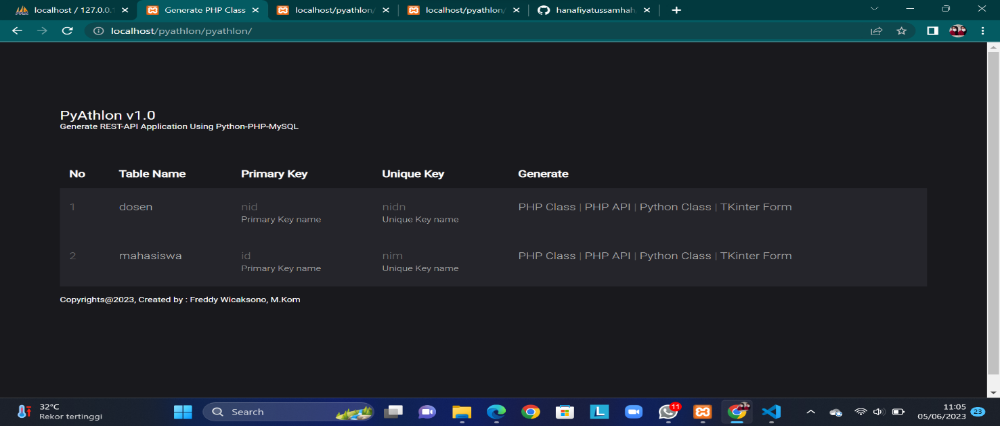 localhost / 127.0.0.1
Generate PHP Class
localhost/pyathlon/
localhost/pyathlon/
hanafiyatussamhah
localhost/pyathlon/pyathlon/
PyAthlon v1.0
Generate REST-API Application Using Python-PHP-MySQL
No Table Name Primary Key Unique Key Generate
1 dosen nid nidn PHP Class | PHP API | Python Class | TKinter Form
Primary Key name Unique Key name
2 mahasiswa id nim PHP Class | PHP API | Python Class | TKinter Form
Primary Key name Unique Key name
Copyrights@2023, Created by : Freddy Wicaksono, M.Kom
32°C
Rekor tertinggi
Search
L
11
11:05
05/06/2023
23